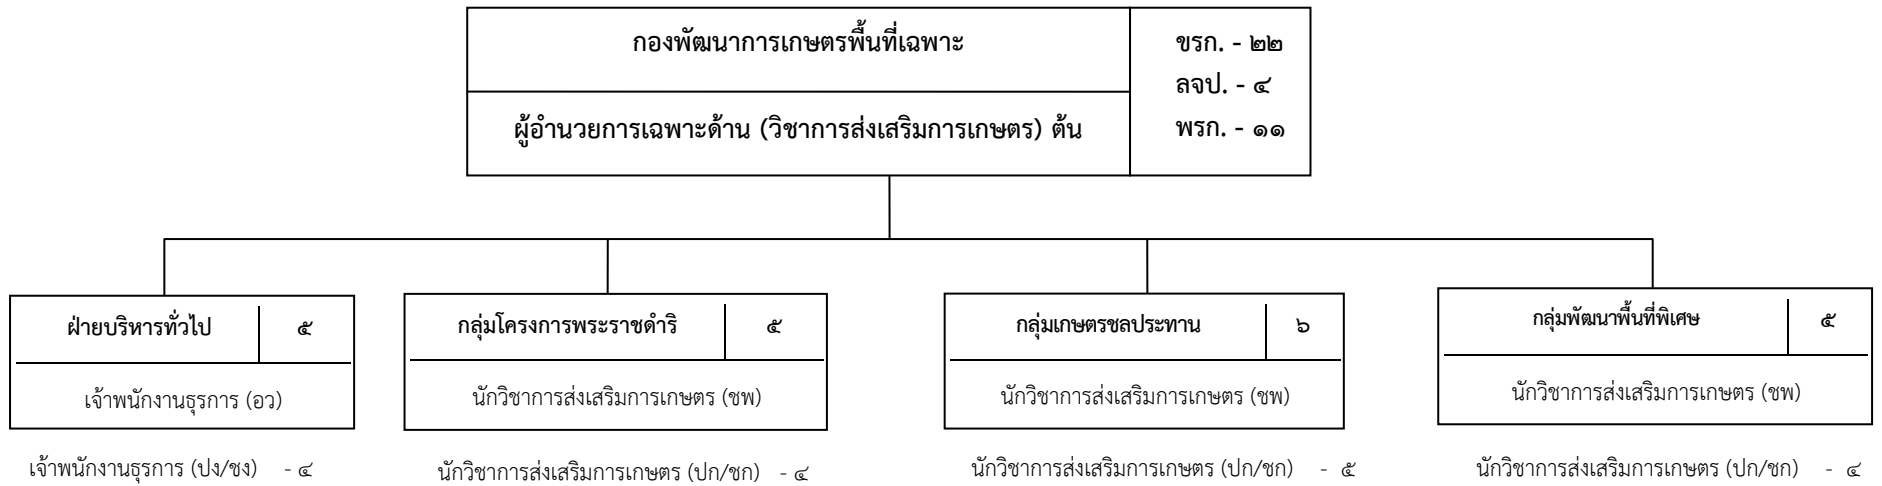 กองพัฒนาการเกษตรพื้นที่เฉพาะ
ผู้อำนวยการเฉพาะด้าน (วิชาการส่งเสริมการเกษตร) ต้น
ขรก. - ๒๒
ลจป. - ๔
พรก. - ๑๑
ฝ่ายบริหารทั่วไป ๕
เจ้าพนักงานธุรการ (อว)
เจ้าพนักงานธุรการ (ปง/ชง) - ๔
กลุ่มโครงการพระราชดำริ ๕
นักวิชาการส่งเสริมการเกษตร (ชพ)
นักวิชาการส่งเสริมการเกษตร (ปก/ชก) - ๔
กลุ่มเกษตรชลประทาน ๖
นักวิชาการส่งเสริมการเกษตร (ชพ)
นักวิชาการส่งเสริมการเกษตร (ปก/ชก) - ๕
กลุ่มพัฒนาพื้นที่พิเศษ ๕
นักวิชาการส่งเสริมการเกษตร (ชพ)
นักวิชาการส่งเสริมการเกษตร (ปก/ชก) - ๔